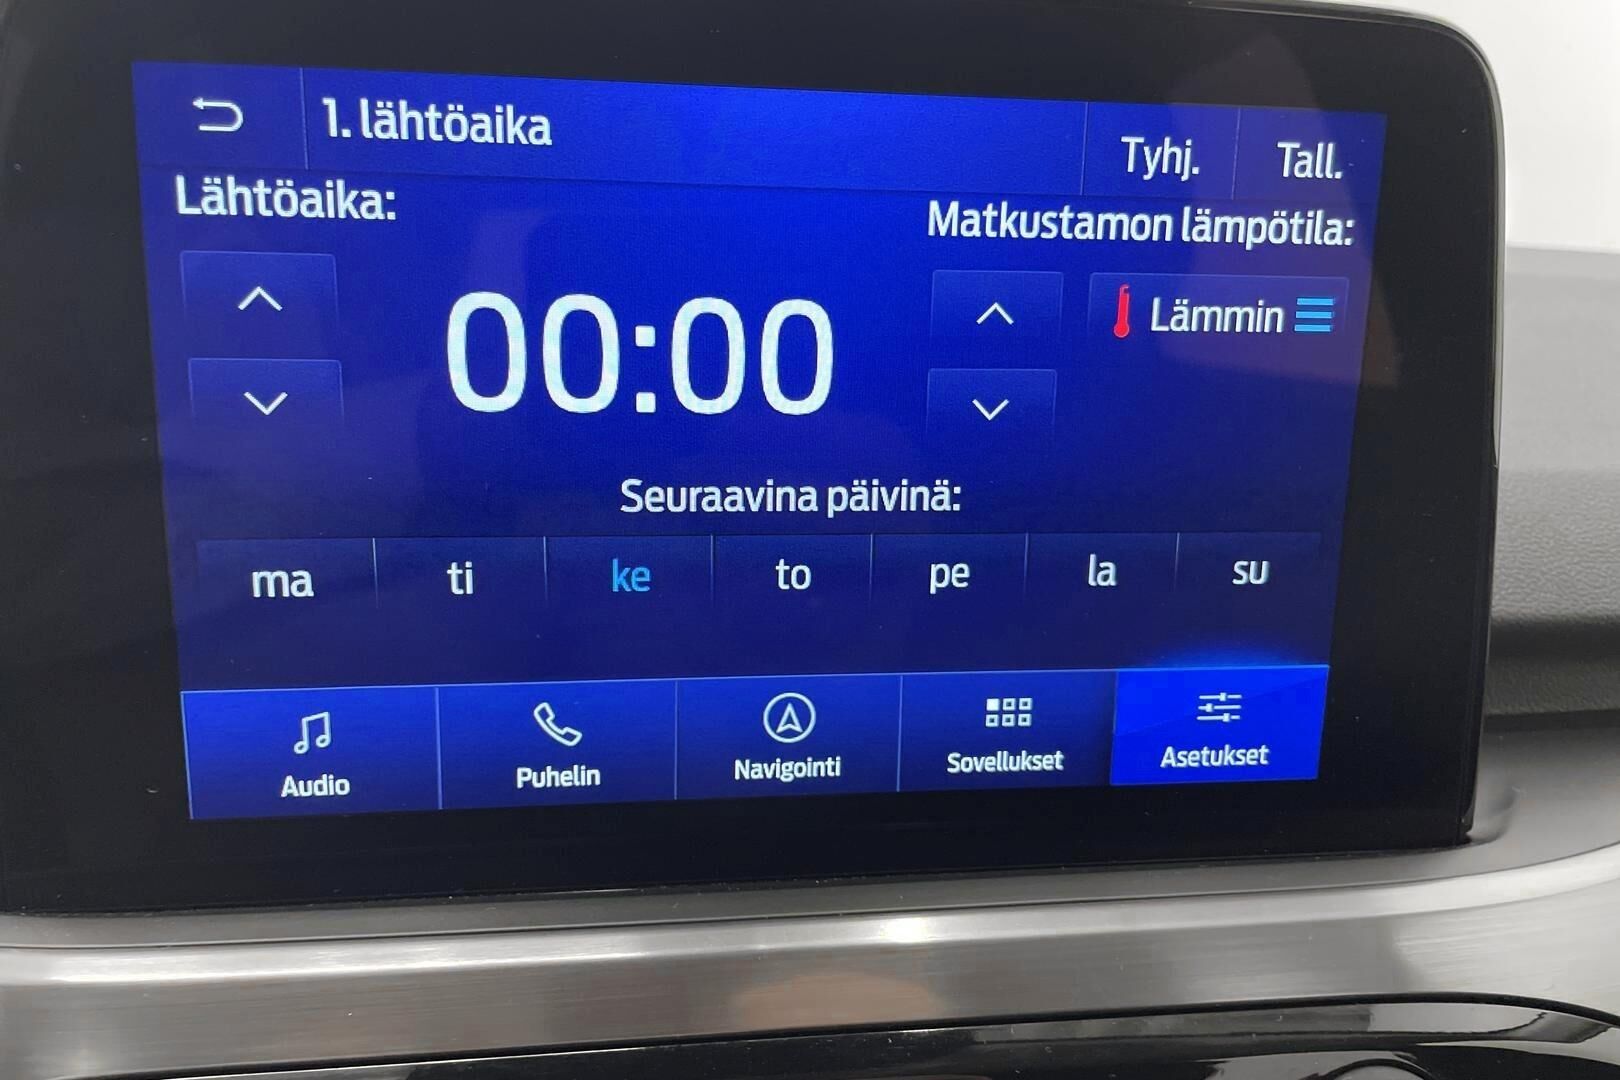 1. lähtöaika
Tyhj.
Tall.
Lähtöaika:
Matkustamon lämpötila:
00:00
Lämmin
Seuraavina päivinä:
ma ti ke to pe la su
Audio
Puhelin
Navigointi
Sovellukset
Asetukset